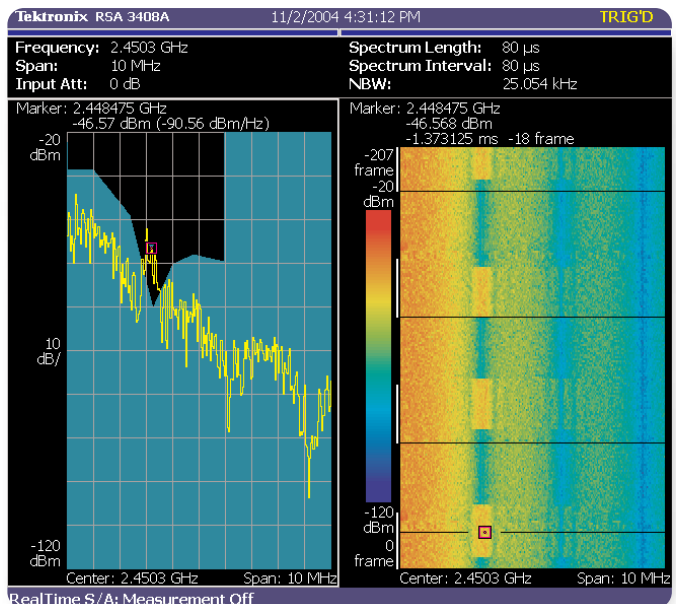 Tektronix RSA 3408A 11/2/2004 4:31:12 PM TRIG'D
Frequency: 2.4503 GHz
Span: 10 MHz
Input Att: 0 dB
Spectrum Length: 80 µs
Spectrum Interval: 80 µs
NBW: 25.054 kHz
Marker: 2.448475 GHz
-46.57 dBm (-90.56 dBm/Hz)
-20
dBm
10
dB/
-120
dBm
Center: 2.4503 GHz Span: 10 MHz
Marker: 2.448475 GHz
-46.568 dBm
-1.373125 ms -18 frame
-207
frame
-20
dBm
-120
dBm
0
frame
Center: 2.4503 GHz Span: 10 MHz
RealTime S/A: Measurement Off